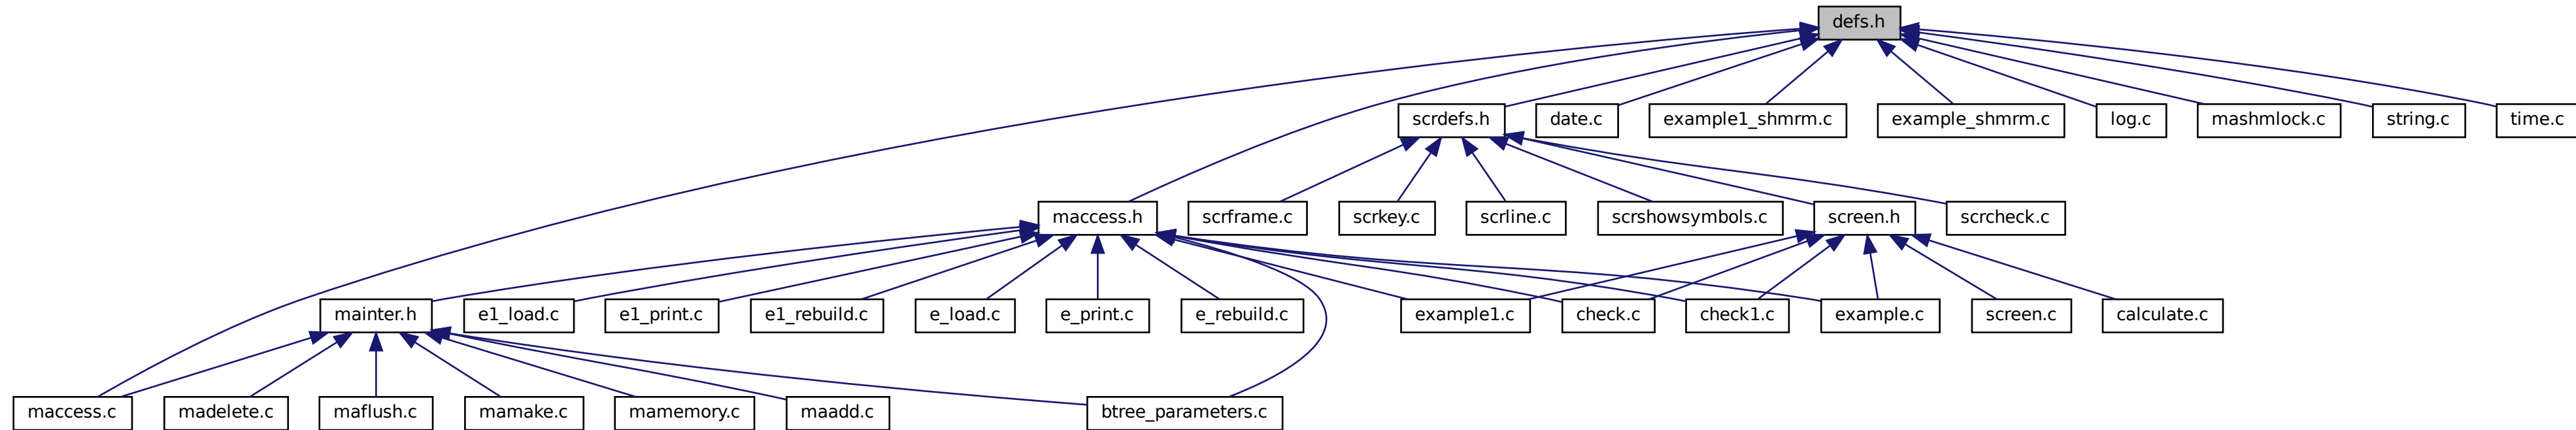 defs.h
scrdefs.h
date.c
example1_shmrm.c
example_shmrm.c
log.c
mashmlock.c
string.c
time.c
maccess.h
scrframe.c
scrkey.c
scrline.c
scrshowsymbols.c
screen.h
scrcheck.c
mainter.h
e1_load.c
e1_print.c
e1_rebuild.c
e_load.c
e_print.c
e_rebuild.c
example1.c
check.c
check1.c
example.c
screen.c
calculate.c
maccess.c
madelete.c
maflush.c
mamake.c
mamemory.c
maadd.c
btree_parameters.c